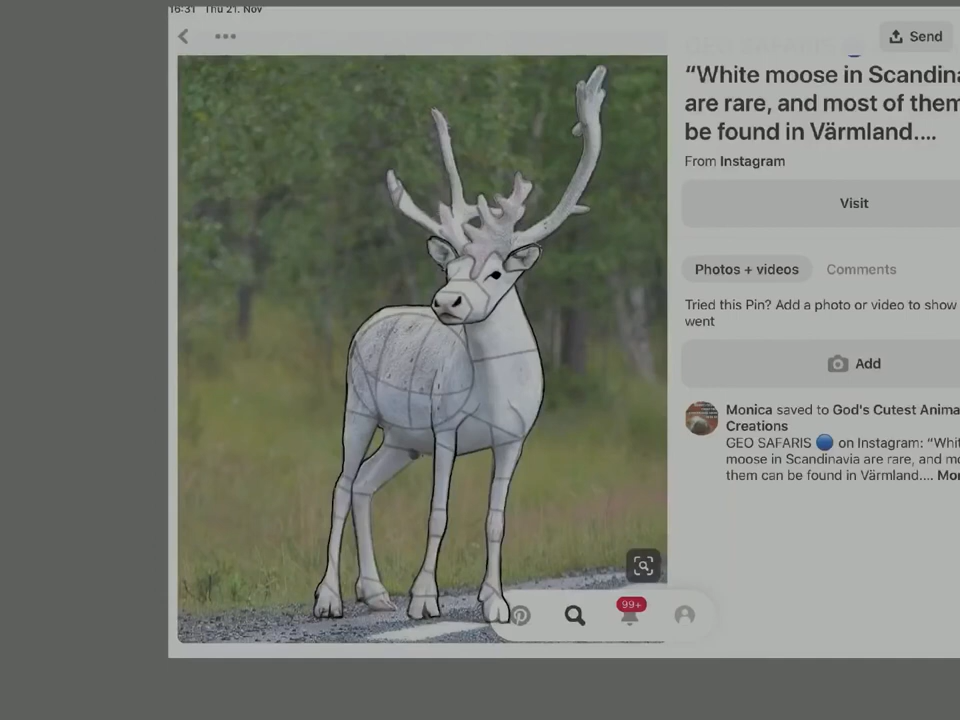 16:31 Thu 21. Nov
Send
“White moose in Scandina
are rare, and most of them
be found in Värmland....
From Instagram
Visit
Photos + videos Comments
Tried this Pin? Add a photo or video to show
went
Add
Monica saved to God's Cutest Anima
Creations
GEO SAFARIS 🔵 on Instagram: “Whit
moose in Scandinavia are rare, and mo
them can be found in Värmland.... Mor
99+